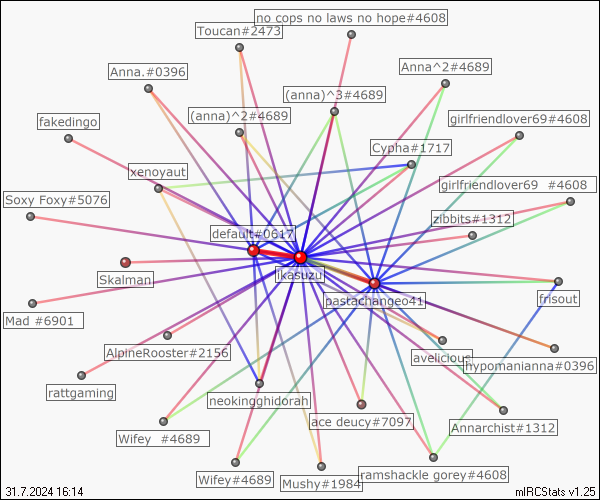 no cops no laws no hope#4608
Toucan#2473
Anna.#0396
Anna^2#4689
(anna)^3#4689
(anna)^2#4689
girlfriendlover69#4608
fakedingo
Cypha#1717
xenoyaut
girlfriendlover69 #4608
Soxy Foxy#5076
zibbits#1312
default#0617
ikasuzu
Skalman
pastachangeo41
frisout
Mad #6901
AlpineRooster#2156
avelicious
hypomanianna#0396
rattgaming
neokingghidorah
ace deucy#7097
Annarchist#1312
Wifey #4689
Wifey#4689
Mushy#1984
ramshackle gorey#4608
31.7.2024 16:14
mIRCStats v1.25